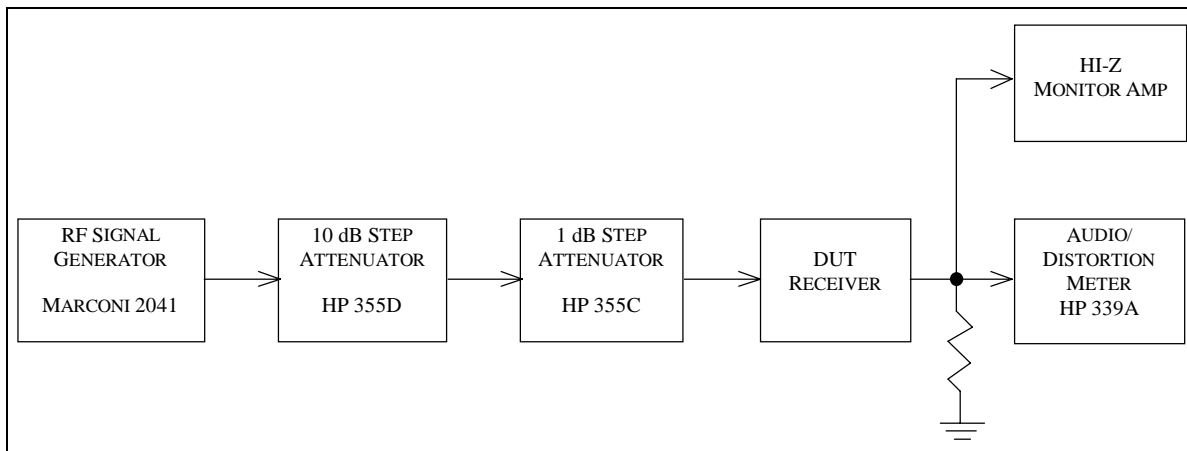 HI-Z
MONITOR AMP
RF SIGNAL
GENERATOR
MARCONI 2041
10 dB STEP
ATTENUATOR
HP 355D
1 dB STEP
ATTENUATOR
HP 355C
DUT
RECEIVER
AUDIO/
DISTORTION
METER
HP 339A